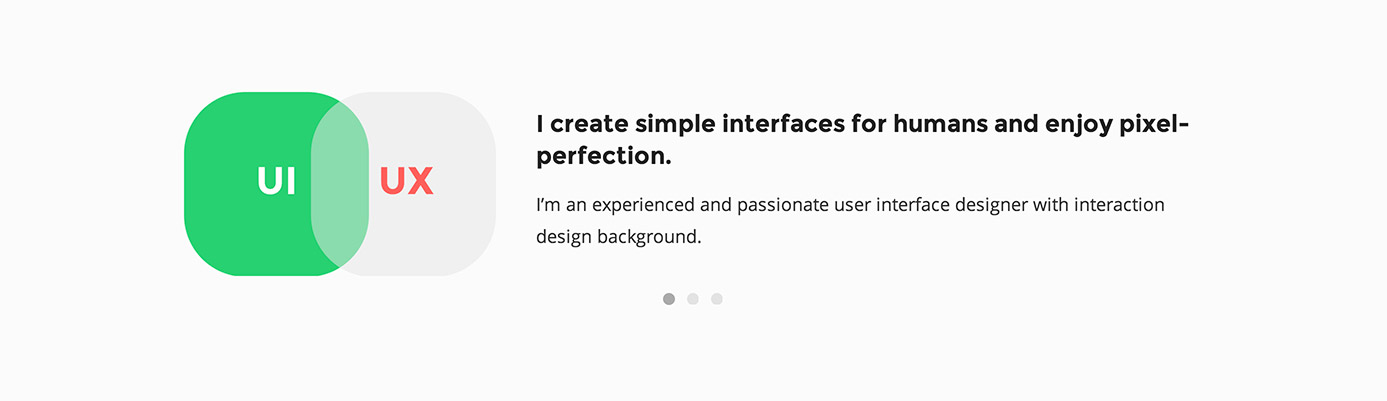 UI UX
I create simple interfaces for humans and enjoy pixel-
perfection.
I’m an experienced and passionate user interface designer with interaction
design background.